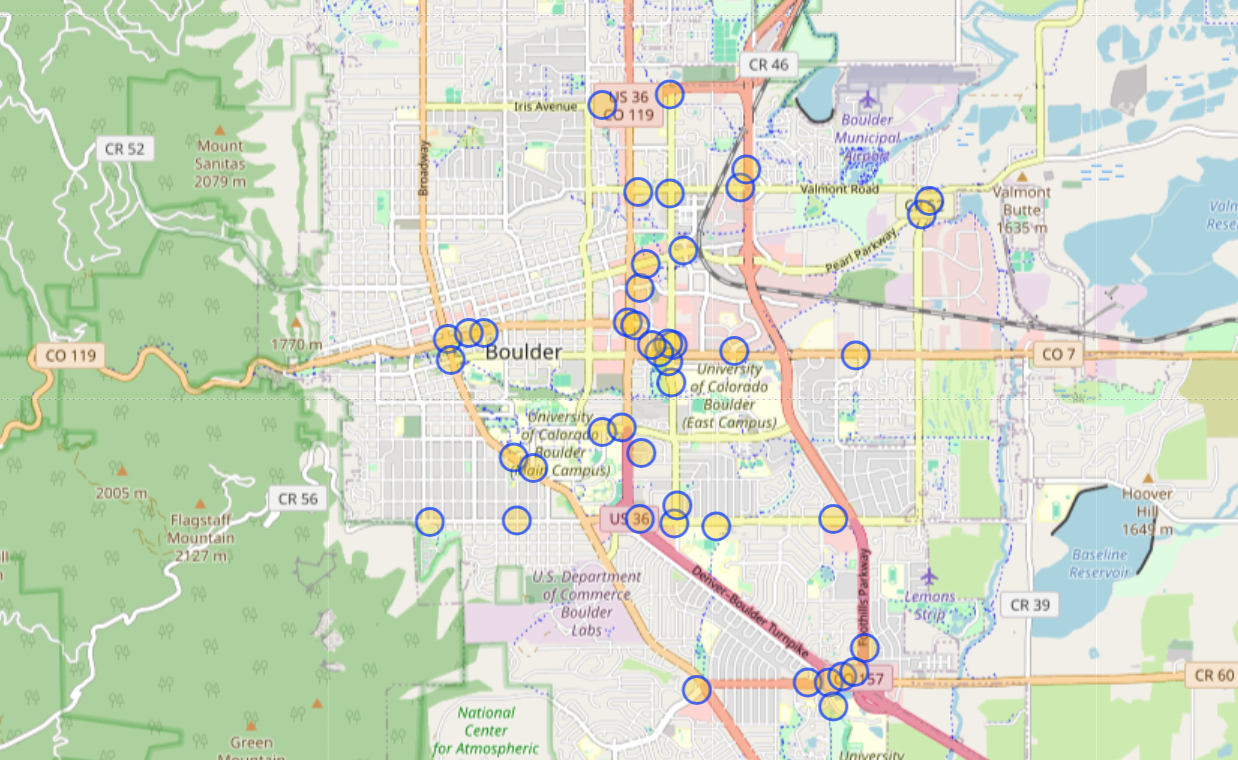 CR 46
US 36
CO 119
Iris Avenue
Boulder
Municipal
Airport
CR 52
Mount
Sanitas
2079 m
Broadway
Valmont Road
Valmont
Butte
1635 m
Pearl Parkway
1770 m
CO 119
Boulder
CO 7
University
of Colorado
Boulder
(East Campus)
University
of Colorado
Boulder
Campus)
2005 m
CR 56
Flagstaff
Mountain
2127 m
US 36
Hoover
Hill
1649 m
Baseline
Reservoir
U.S. Department
of Commerce
Boulder
Labs
Denver-Boulder Turnpike
Foothills Parkway
Lemons
Strip
CR 39
157
CR 60
National
Center
for Atmospheric
Green
Mountain
University